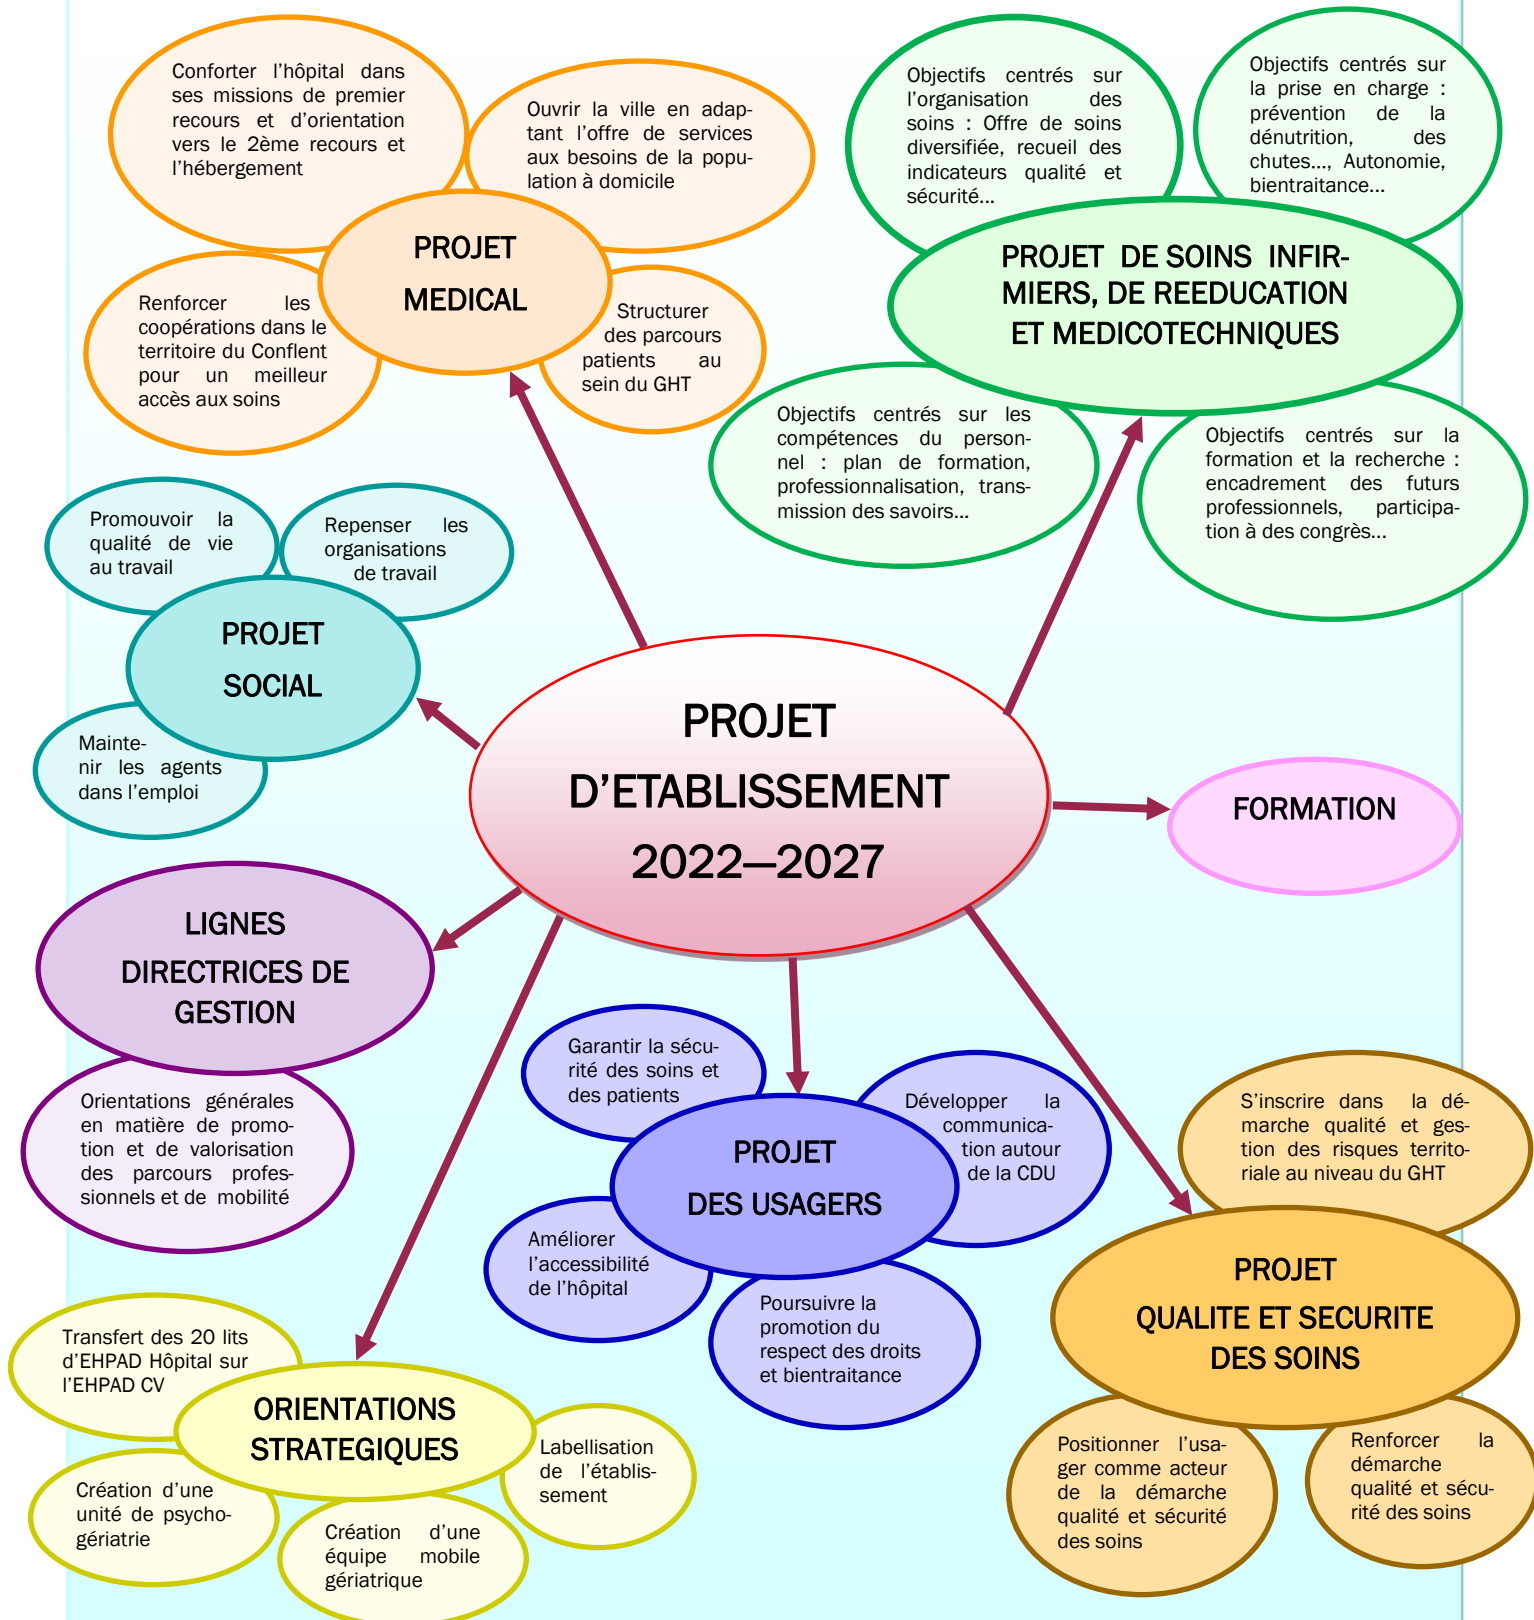 Conforter l’hôpital dans
ses missions de premier
recours et d’orientation
vers le 2ème recours et
l’hébergement
Ouvrir la ville en adap-
tant l’offre de services
aux besoins de la popu-
lation à domicile
PROJET
MEDICAL
Renforcer les
coopérations dans le
territoire du Conflent
pour un meilleur
accès aux soins
Structurer
des parcours
patients au
sein du GHT
Objectifs centrés sur
l’organisation des
soins : Offre de soins
diversifiée, recueil des
indicateurs qualité et
sécurité...
Objectifs centrés sur
la prise en charge :
prévention de la
dénutrition, des
chutes..., Autonomie,
bientraitance...
PROJET DE SOINS INFIR-
MIERS, DE REEDUCATION
ET MEDICOTECHNIQUES
Objectifs centrés sur les
compétences du person-
nel : plan de formation,
professionnalisation, trans-
mission des savoirs...
Objectifs centrés sur la
formation et la recherche :
encadrement des futurs
professionnels, participa-
tion à des congrès...
Promouvoir la
qualité de vie
au travail
Repenser les
organisations
de travail
PROJET
SOCIAL
Mainte-
nir les agents
dans l’emploi
PROJET
D’ETABLISSEMENT
2022—2027
FORMATION
LIGNES
DIRECTRICES DE
GESTION
Orientations générales
en matière de promo-
tion et de valorisation
des parcours profes-
sionnels et de mobilité
Garantir la sécu-
rité des soins et
des patients
Développer la
communica-
tion autour
de la CDU
PROJET
DES USAGERS
Améliorer
l’accessibilité
de l’hôpital
Poursuivre la
promotion du
respect des droits
et bientraitance
S’inscrire dans la dé-
marche qualité et ges-
tion des risques territo-
riale au niveau du GHT
PROJET
QUALITE ET SECURITE
DES SOINS
Positionner l’usa-
ger comme acteur
de la démarche
qualité et sécurité
des soins
Renforcer la
démarche
qualité et sécu-
rité des soins
Transfert des 20 lits
d’EHPAD Hôpital sur
l’EHPAD CV
ORIENTATIONS
STRATEGIQUES
Labellisation
de l’établis-
sement
Création d’une
unité de psycho-
gériatrie
Création d’une
équipe mobile
gériatrique